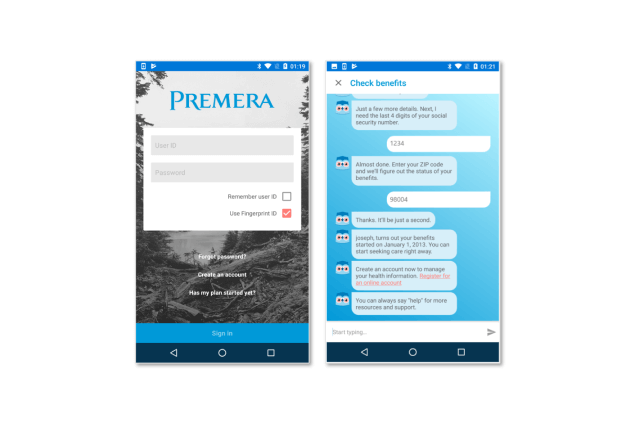 01:19
PREMERA
User ID
Password
Remember user ID
Use Fingerprint ID
Forgot password?
Create an account
Has my plan started yet?
Sign In
01:21
Check benefits
Just a few more details. Next, I
need the last 4 digits of your social
security number.
1234
Almost done. Enter your ZIP code
and we'll figure out the status of your
benefits.
98004
Thanks. It'll be just a second.
joseph, turns out your benefits
started on January 1, 2013. You can
start seeking care right away.
Create an account now to manage
your health information. Register for
an online account
You can always say "help" for more
resources and support.
Start typing...